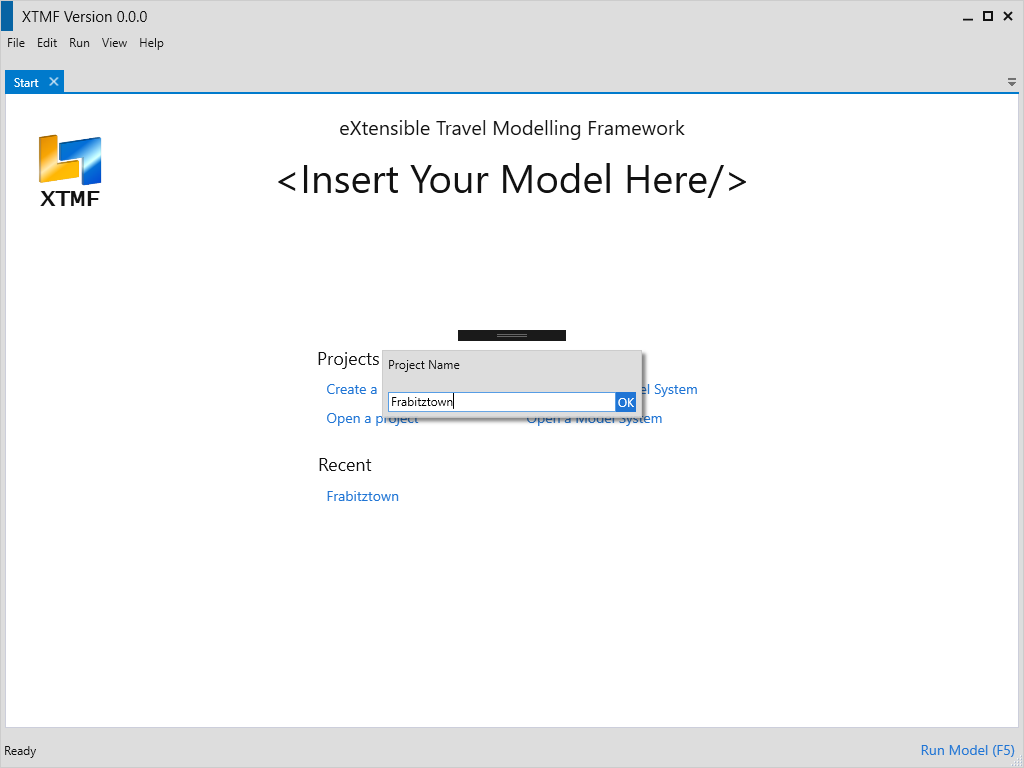 XTMF Version 0.0.0
File Edit Run View Help
Start
eXtensible Travel Modelling Framework
<Insert Your Model Here/>
XTMF
Projects
Project Name
Create a
el System
Frabitztown
OK
Open a project
Open a Model System
Recent
Frabitztown
Ready
Run Model (F5)